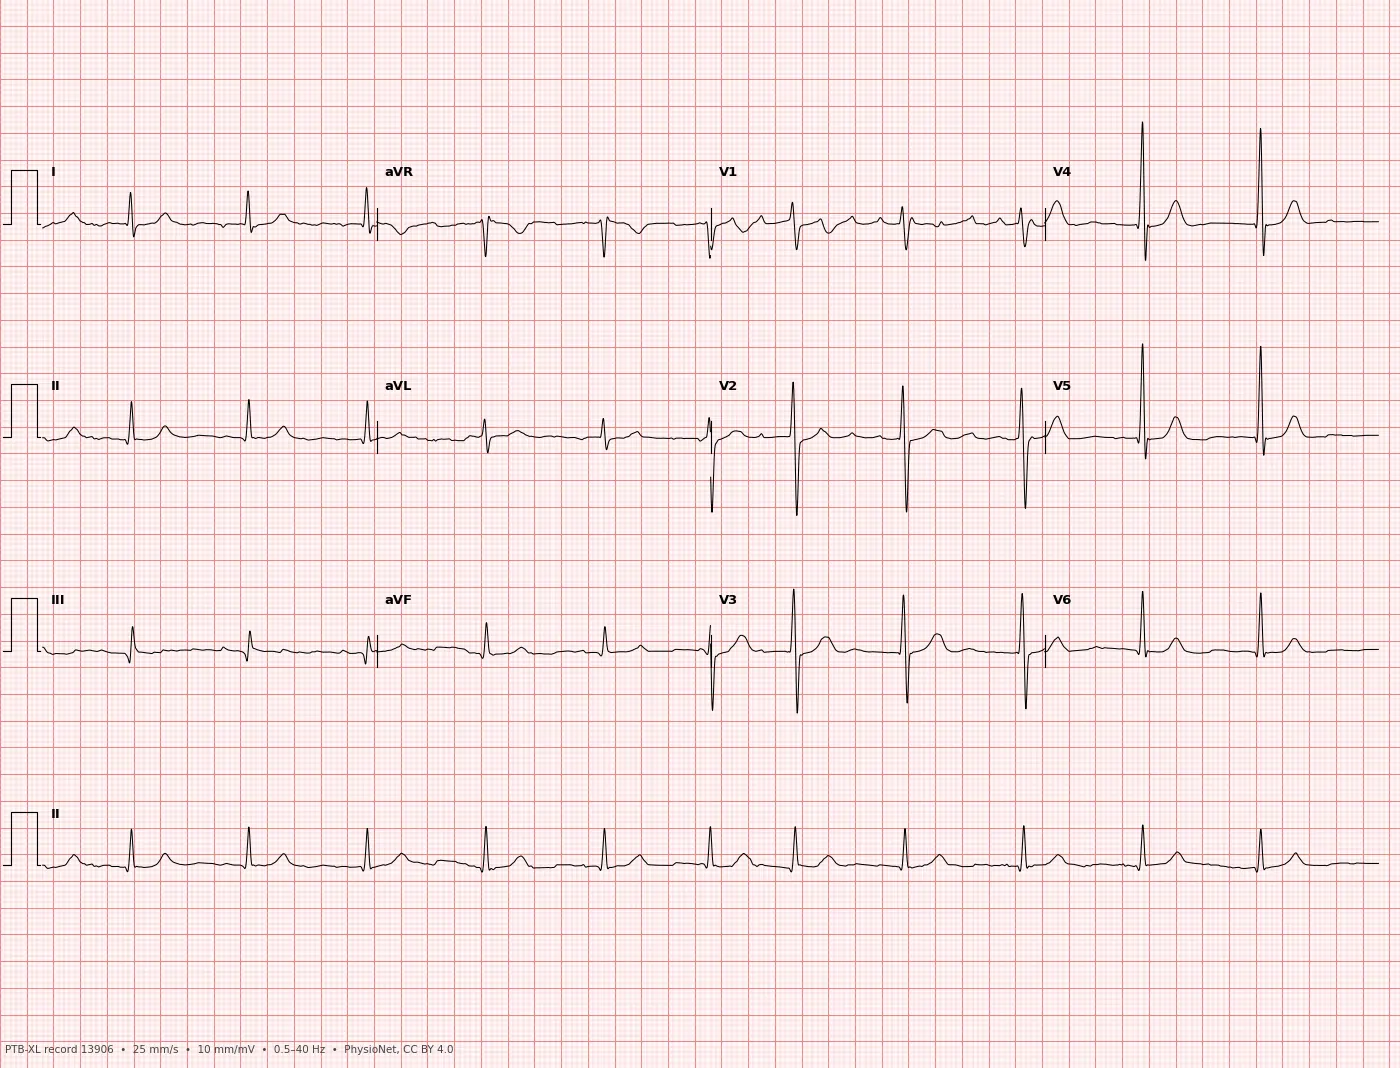 I aVR V1 V4
II aVL V2 V5
III aVF V3 V6
II
PTB-XL record 13906 • 25 mm/s • 10 mm/mV • 0.5–40 Hz • PhysioNet, CC BY 4.0